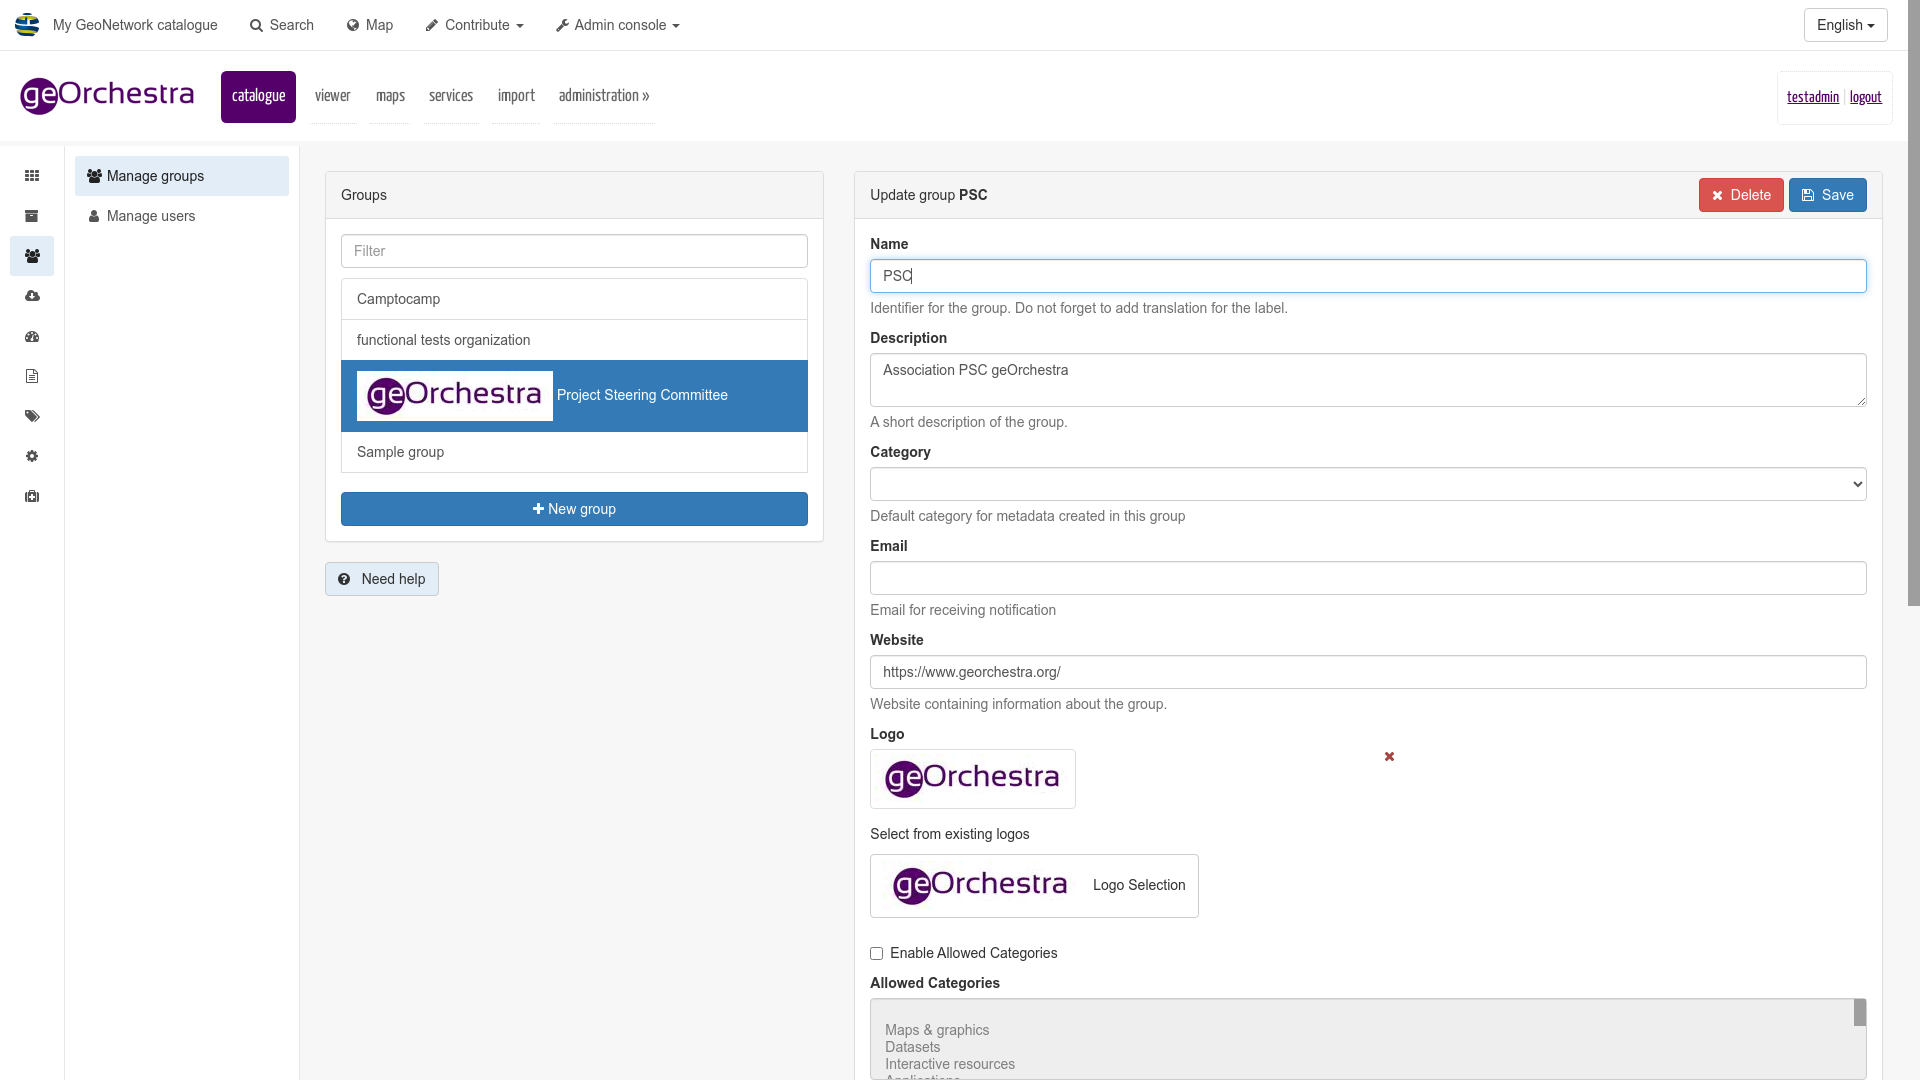 My GeoNetwork catalogue Search Map Contribute Admin console English
geOrchestra catalogue viewer maps services import administration » testadmin logout
Manage groups
Manage users
Groups
Filter
Camptocamp
functional tests organization
geOrchestra Project Steering Committee
Sample group
New group
Need help
Update group PSC
Delete Save
Name
PSC
Identifier for the group. Do not forget to add translation for the label.
Description
Association PSC geOrchestra
A short description of the group.
Category
Default category for metadata created in this group
Email
Email for receiving notification
Website
https://www.georchestra.org/
Website containing information about the group.
Logo
geOrchestra
Select from existing logos
geOrchestra Logo Selection
Enable Allowed Categories
Allowed Categories
Maps & graphics
Datasets
Interactive resources
Applications